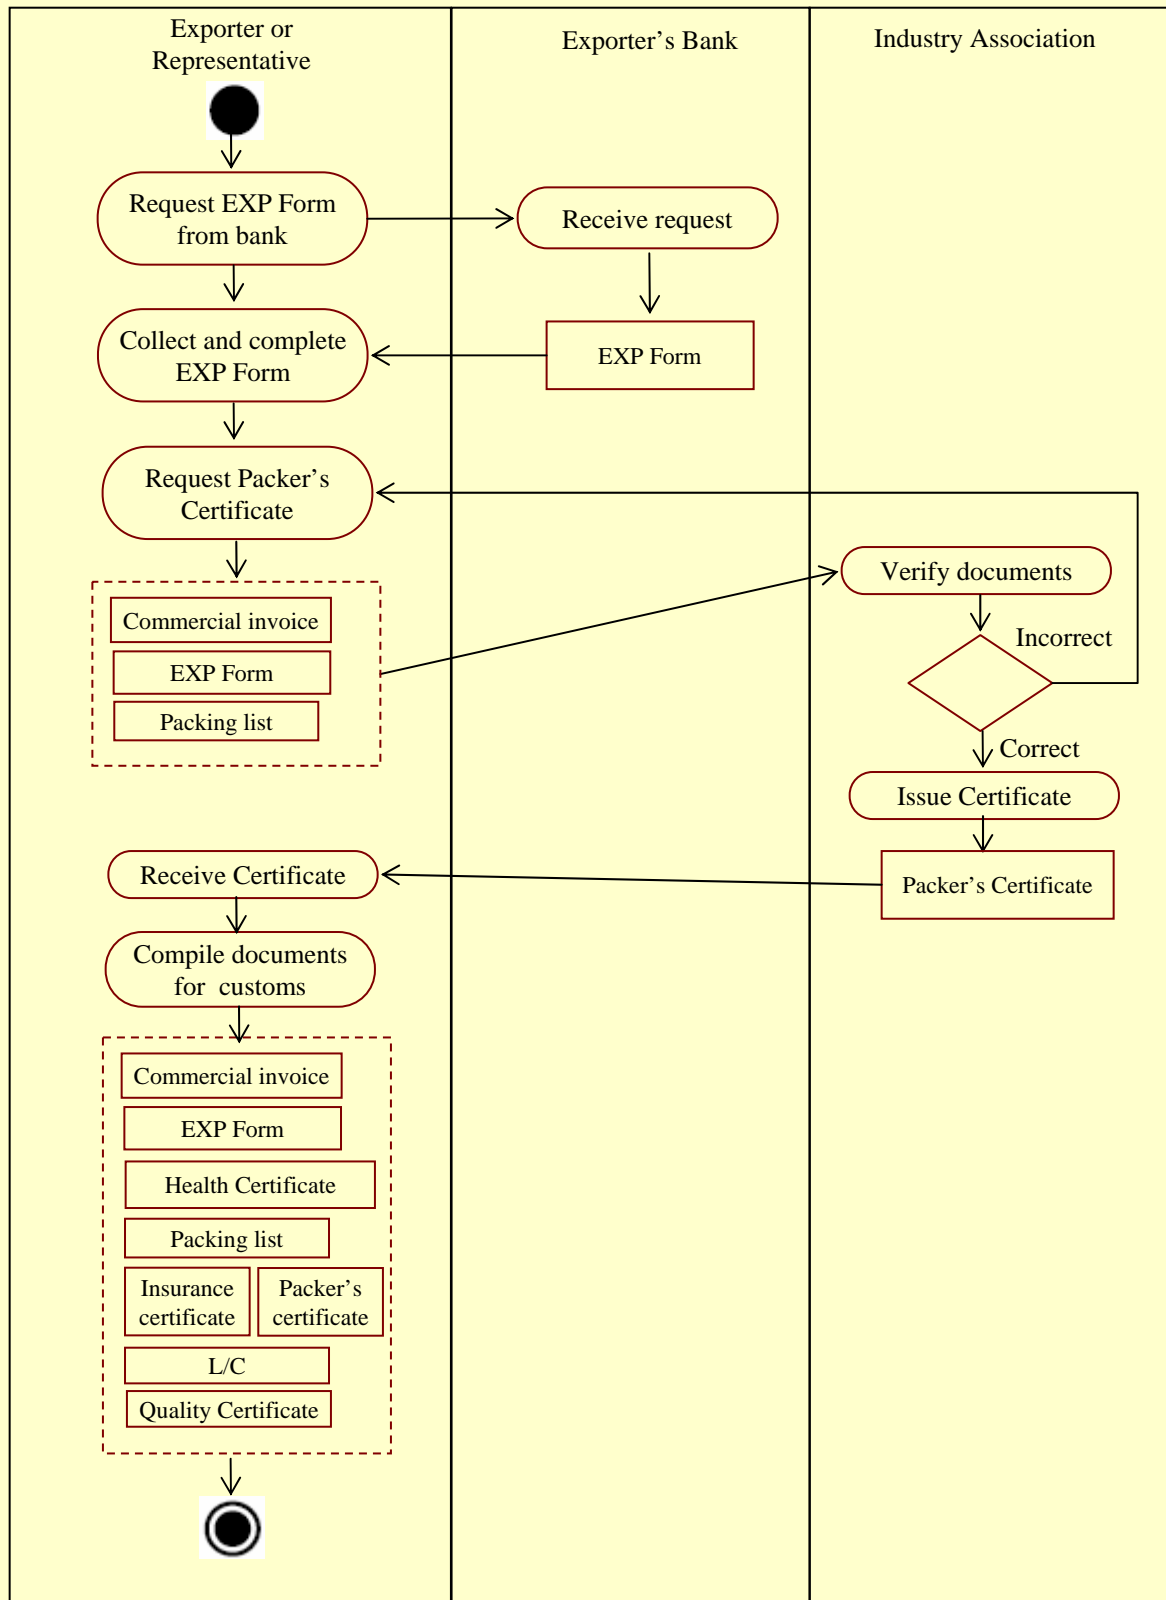 Exporter or
Representative
Exporter’s Bank
Industry Association
Request EXP Form
from bank
Receive request
Collect and complete
EXP Form
EXP Form
Request Packer’s
Certificate
Verify documents
Commercial invoice
EXP Form
Packing list
Incorrect
Correct
Issue Certificate
Receive Certificate
Packer’s Certificate
Compile documents
for customs
Commercial invoice
EXP Form
Health Certificate
Packing list
Insurance
certificate
Packer’s
certificate
L/C
Quality Certificate